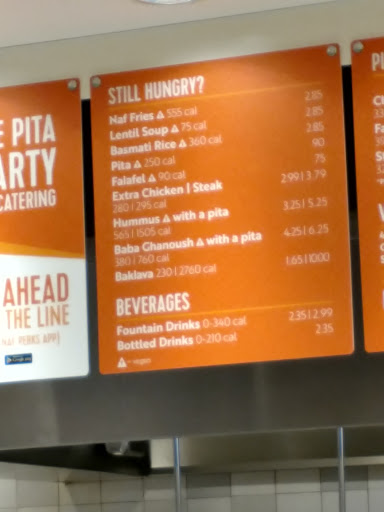 E PITA
ARTY
CATERING
AHEAD
THE LINE
PERKS APP)
STILL HUNGRY?
Naf Fries ▲ 555 cal 2.85
Lentil Soup ▲ 75 cal 2.85
Basmati Rice ▲ 360 cal 2.85
Pita ▲ 250 cal 90
Falafel ▲ 90 cal 75
Extra Chicken | Steak 2.99 | 3.79
280 | 295 cal
Hummus ▲ with a pita 3.25 | 5.25
565 | 1505 cal
Baba Ghanoush ▲ with a pita 4.25 | 6.25
380 | 760 cal
Baklava 230 | 2760 cal 1.65 | 10.00
BEVERAGES
Fountain Drinks 0-340 cal 2.35 | 2.99
Bottled Drinks 0-210 cal 2.35
▲ = vegan